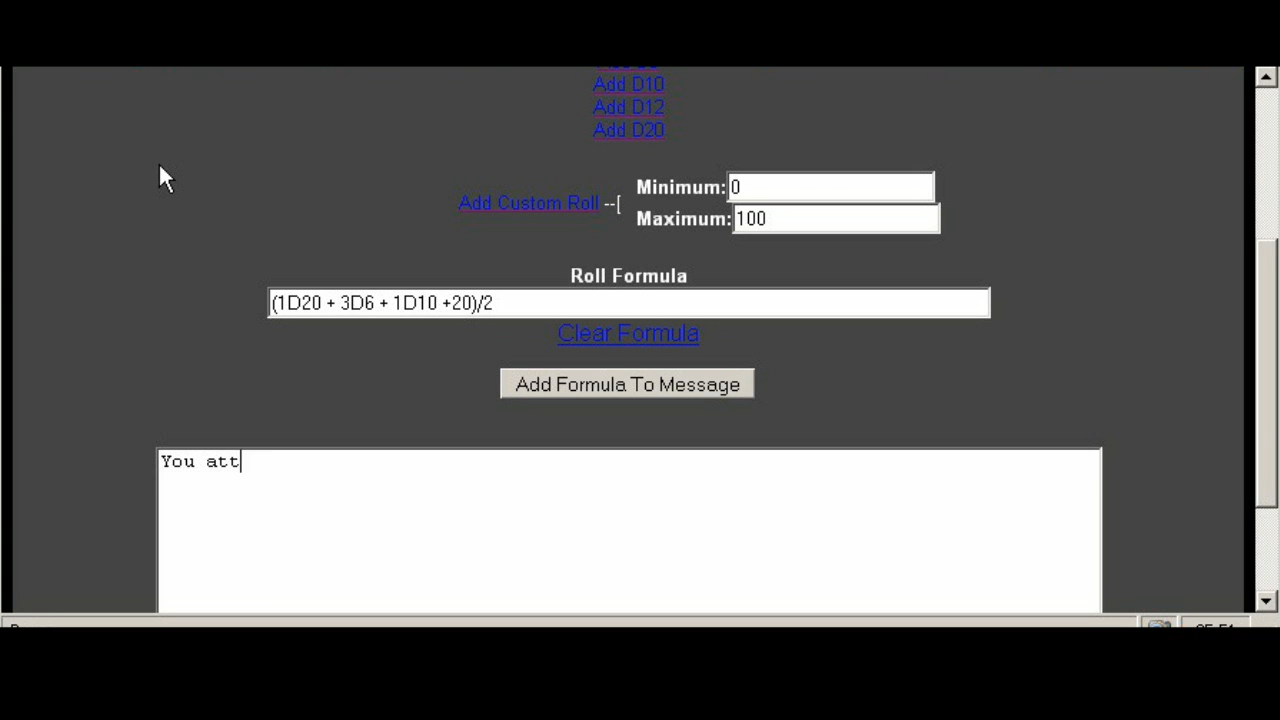 Add D10
Add D12
Add D20
Add Custom Roll --[
Minimum: 0
Maximum: 100
Roll Formula
(1D20 + 3D6 + 1D10 +20)/2
Clear Formula
Add Formula To Message
You att